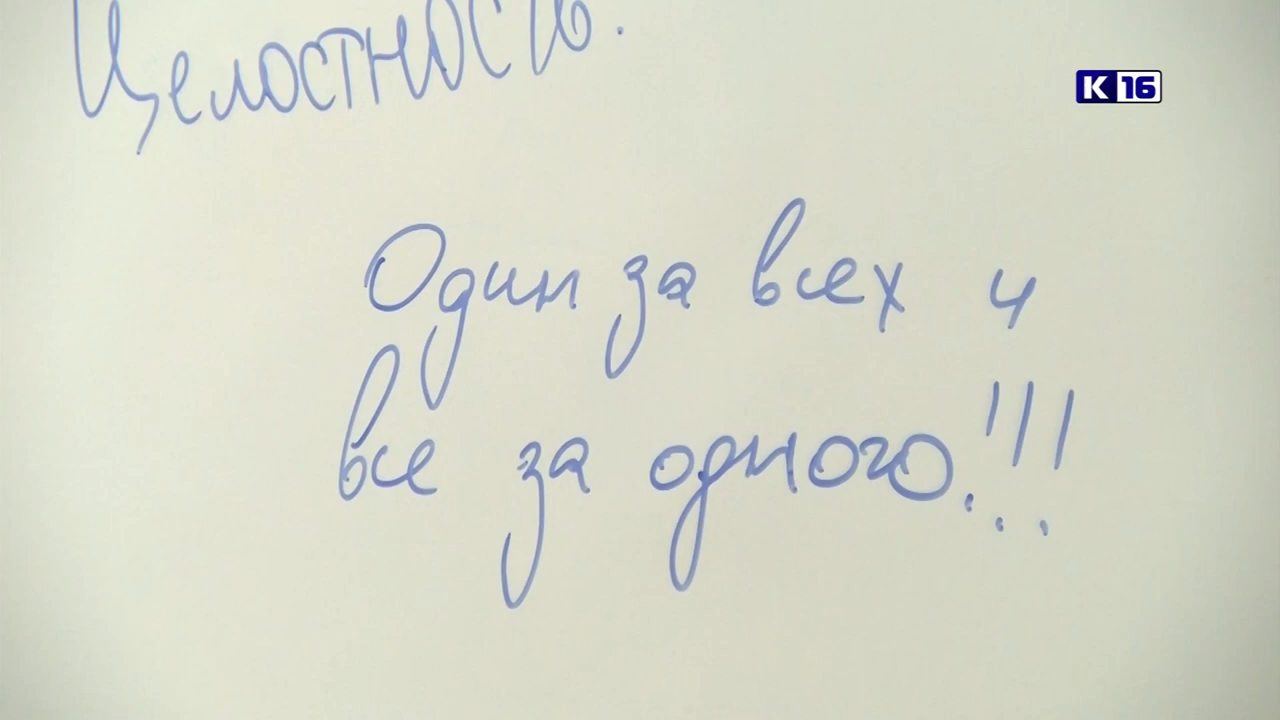 Целостность.
К 16
Один за всех и
все за одного!!!